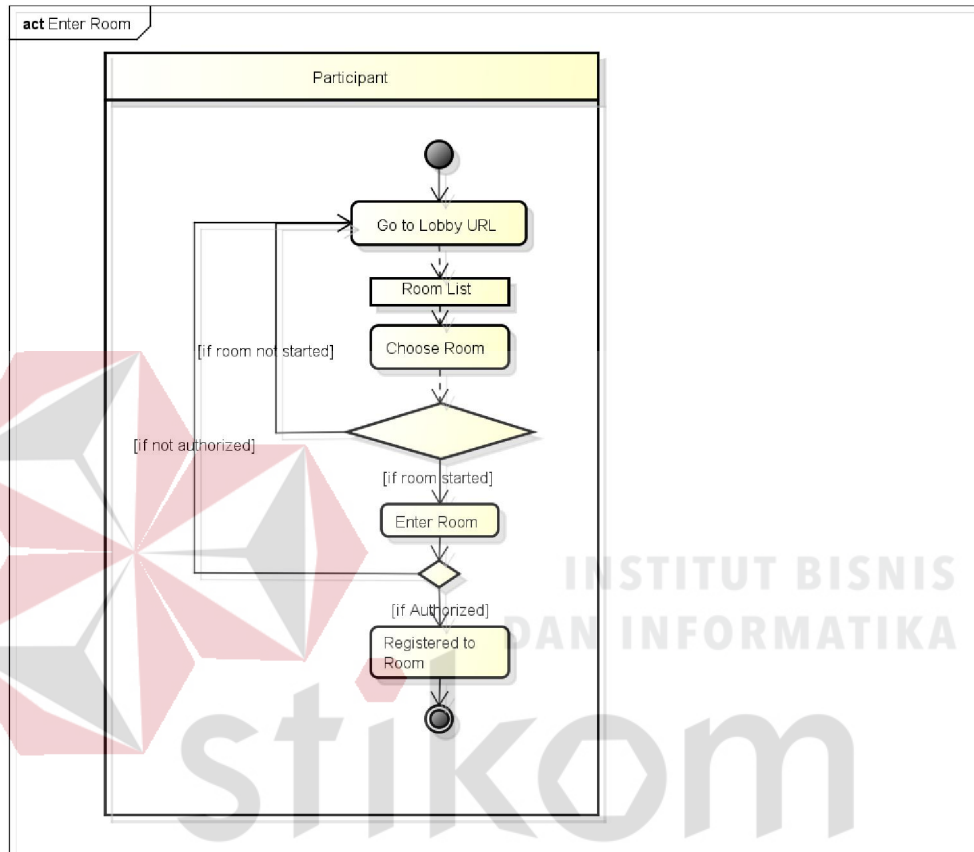 act Enter Room
Participant
Go to Lobby URL
Room List
Choose Room
[if room not started]
[if not authorized]
[if room started]
Enter Room
[if Authorized]
Registered to
Room
INSTITUT BISNIS
DAN INFORMATIKA
stikom